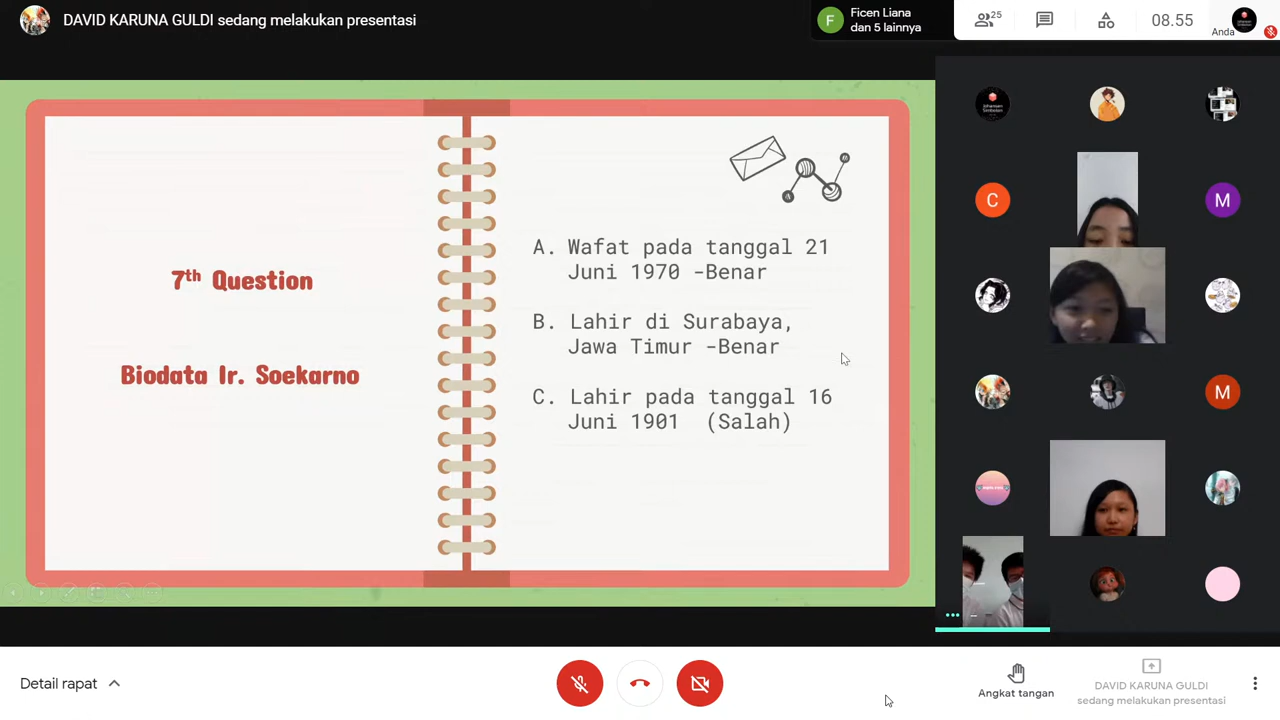 DAVID KARUNA GULDI sedang melakukan presentasi
F
Ficen Liana
dan 5 lainnya
25
08.55
Anda
7th Question
Biodata Ir. Soekarno
A. Wafat pada tanggal 21
Juni 1970 -Benar
B. Lahir di Surabaya,
Jawa Timur -Benar
C. Lahir pada tanggal 16
Juni 1901 (Salah)
C
M
M
Detail rapat
Angkat tangan
DAVID KARUNA GULDI
sedang melakukan presentasi